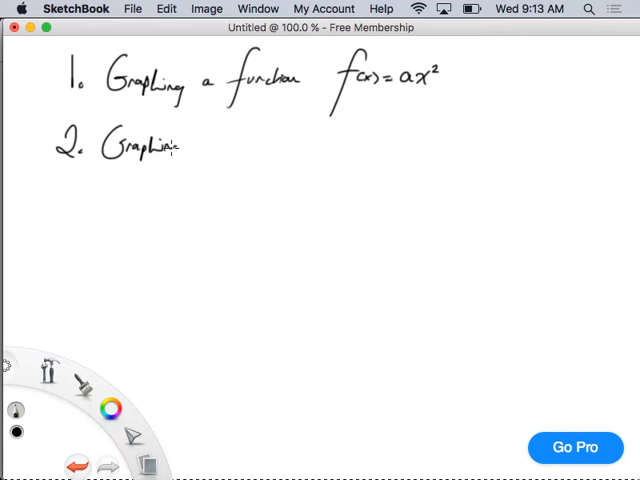 SketchBook File Edit Image Window My Account Help Wed 9:13 AM
Untitled @ 100.0 % - Free Membership
1. Graphing a function f(x) = ax²
2. Graphing
Go Pro